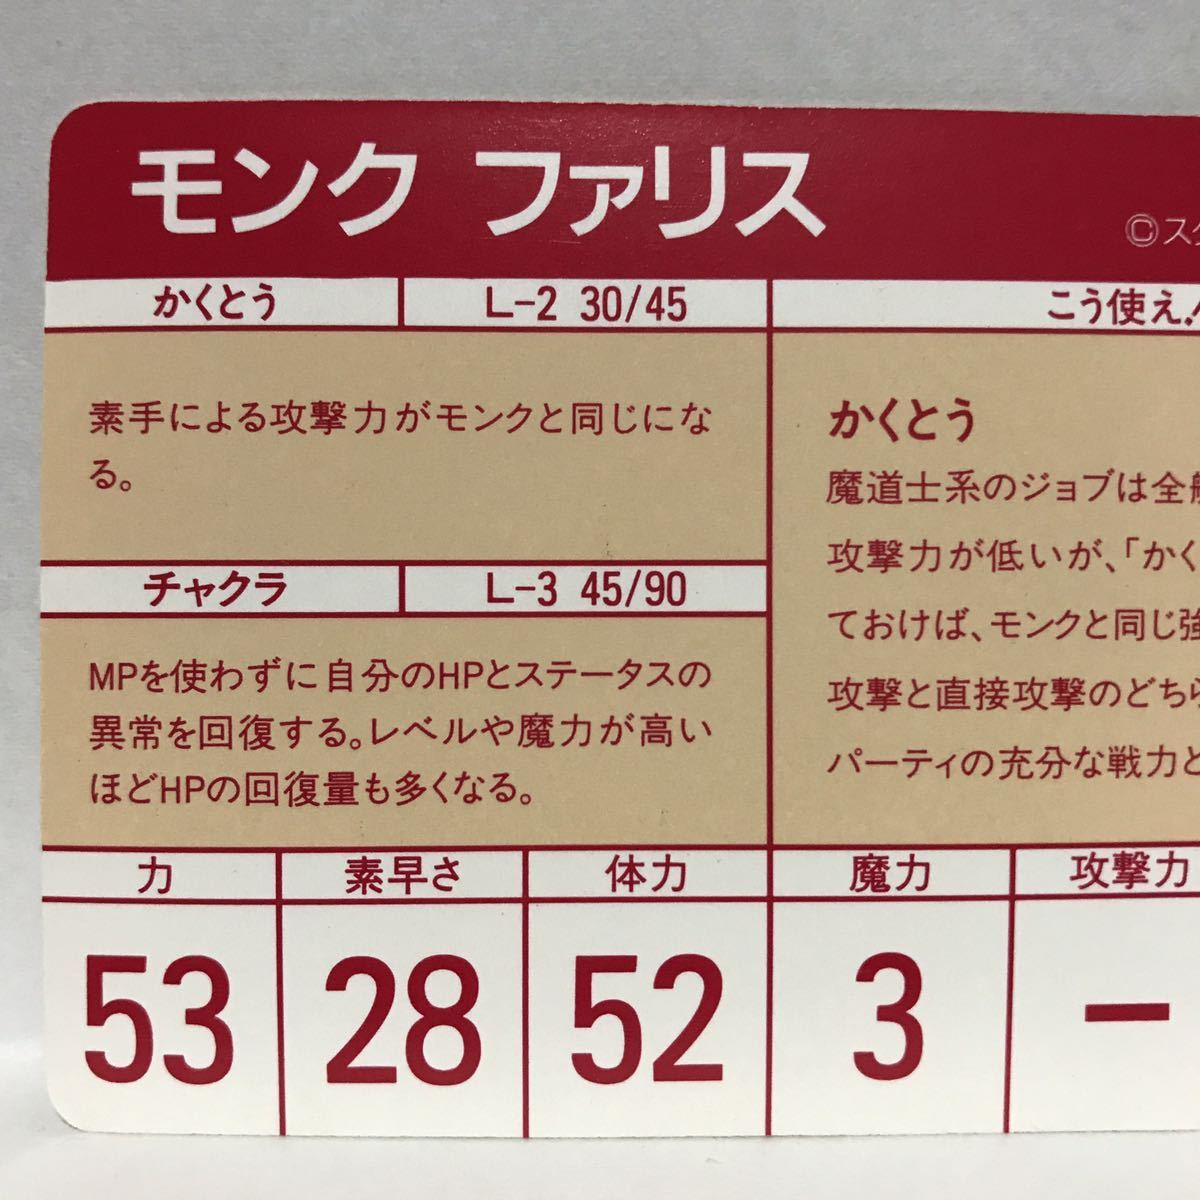 モンク ファリス
©スク
かくとう L-2 30/45
素手による攻撃力がモンクと同じにな
る。
チャクラ L-3 45/90
MPを使わずに自分のHPとステータスの
異常を回復する。レベルや魔力が高い
ほどHPの回復量も多くなる。
こう使え
かくとう
魔道士系のジョブは全般
攻撃力が低いが、「かく
ておけば、モンクと同じ強
攻撃と直接攻撃のどちら
パーティの充分な戦力と
力 素早さ 体力 魔力 攻撃力
53 28 52 3 ー